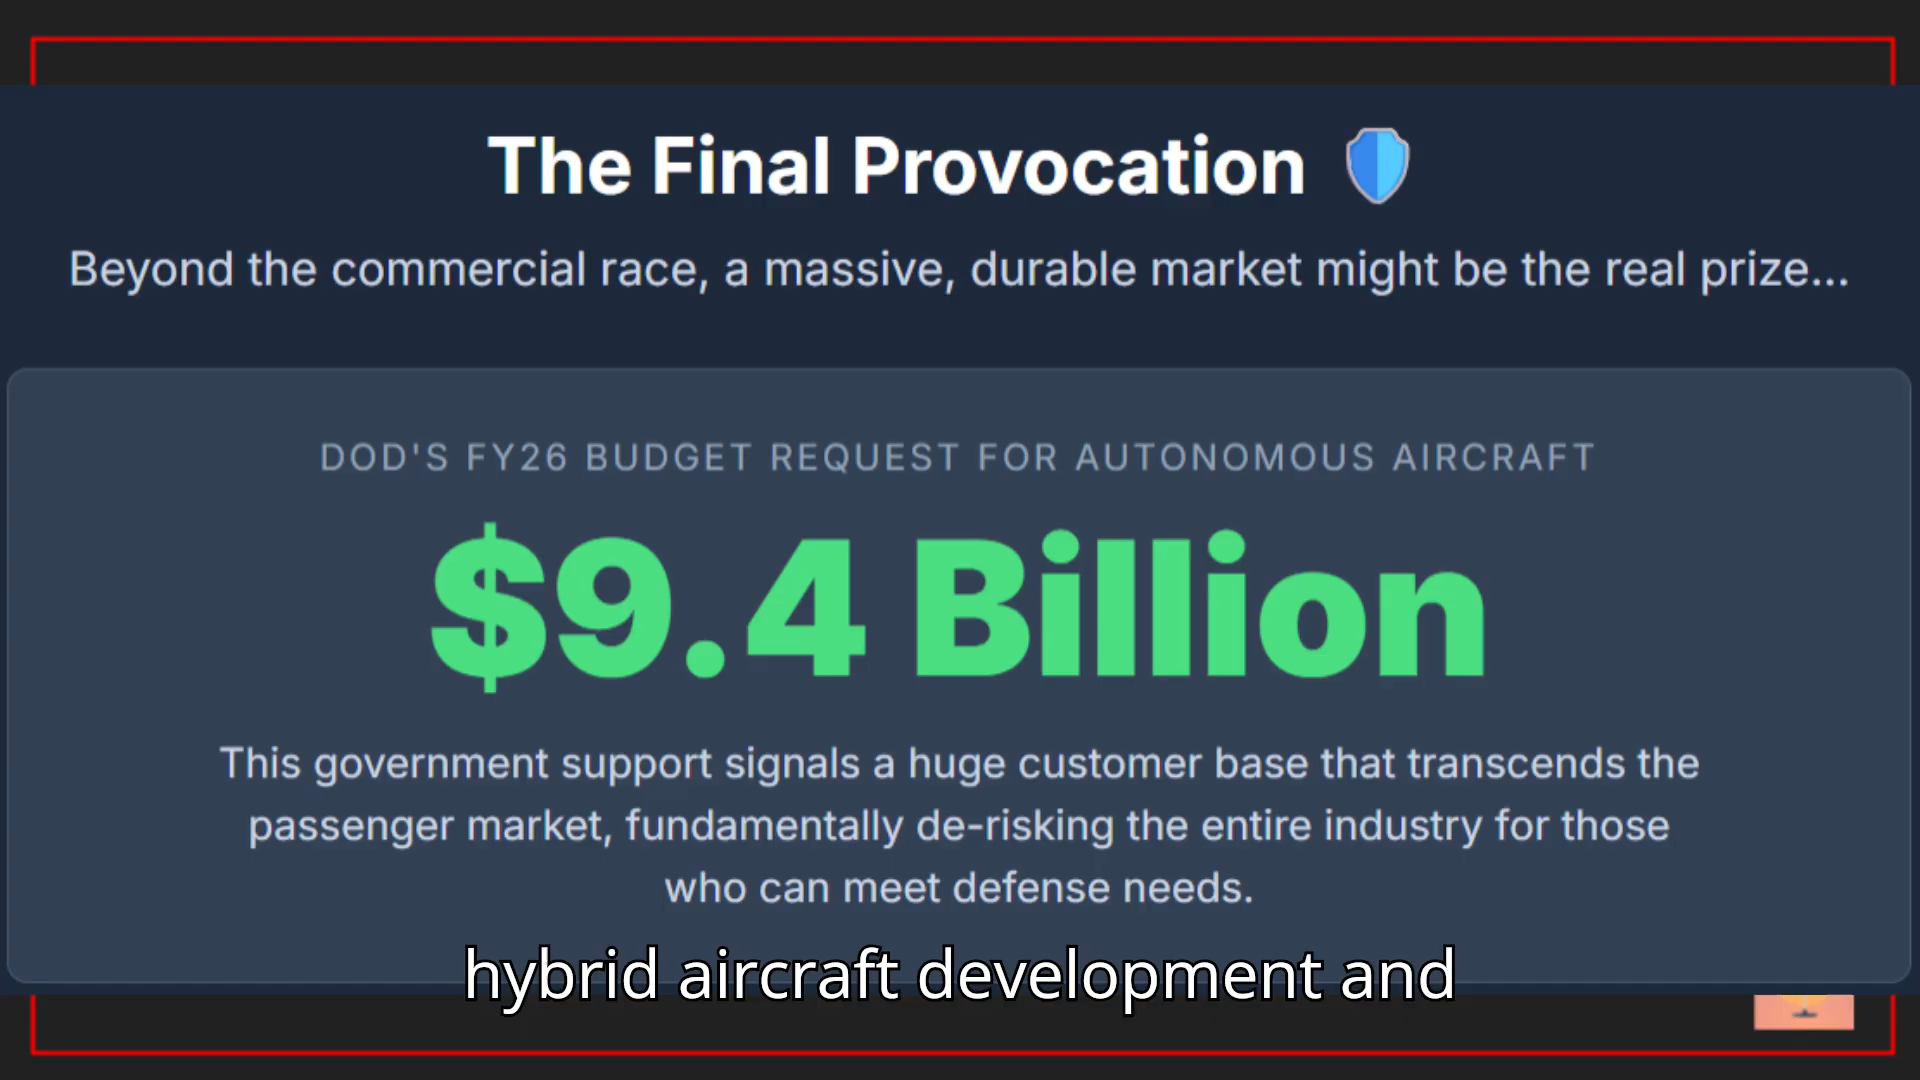 The Final Provocation
Beyond the commercial race, a massive, durable market might be the real prize...
DOD'S FY26 BUDGET REQUEST FOR AUTONOMOUS AIRCRAFT
$9.4 Billion
This government support signals a huge customer base that transcends the
passenger market, fundamentally de-risking the entire industry for those
who can meet defense needs.
hybrid aircraft development and